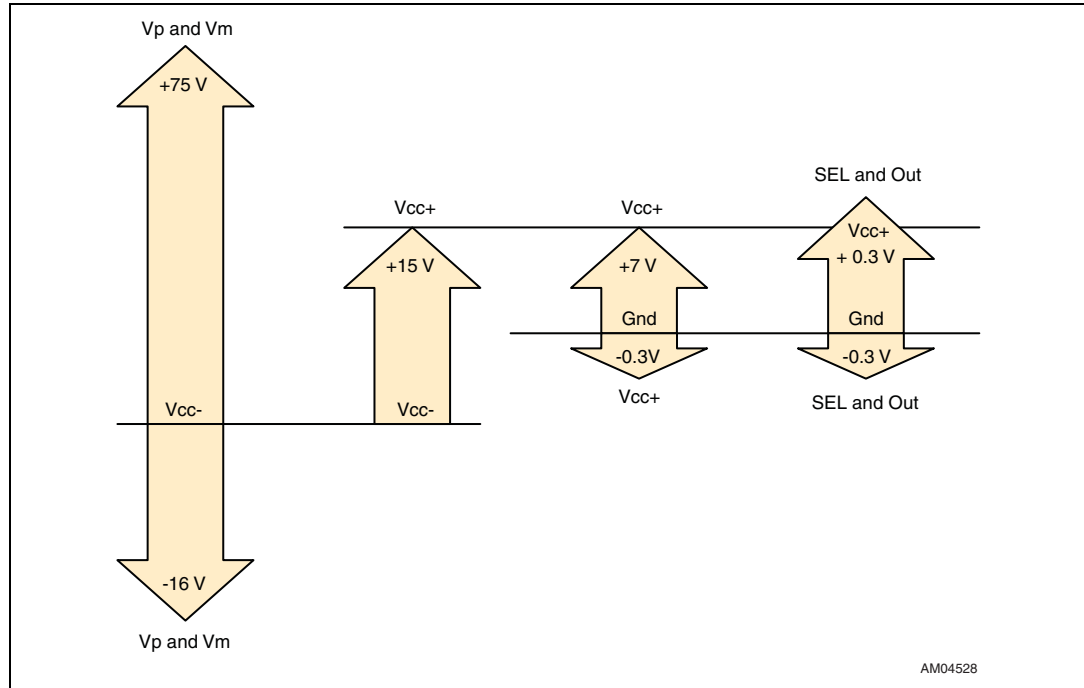 Vp and Vm
+75 V
Vcc-
-16 V
Vp and Vm
Vcc+
+15 V
Vcc-
Vcc+
+7 V
Gnd
-0.3V
Vcc+
SEL and Out
Vcc+
+ 0.3 V
Gnd
-0.3 V
SEL and Out
AM04528